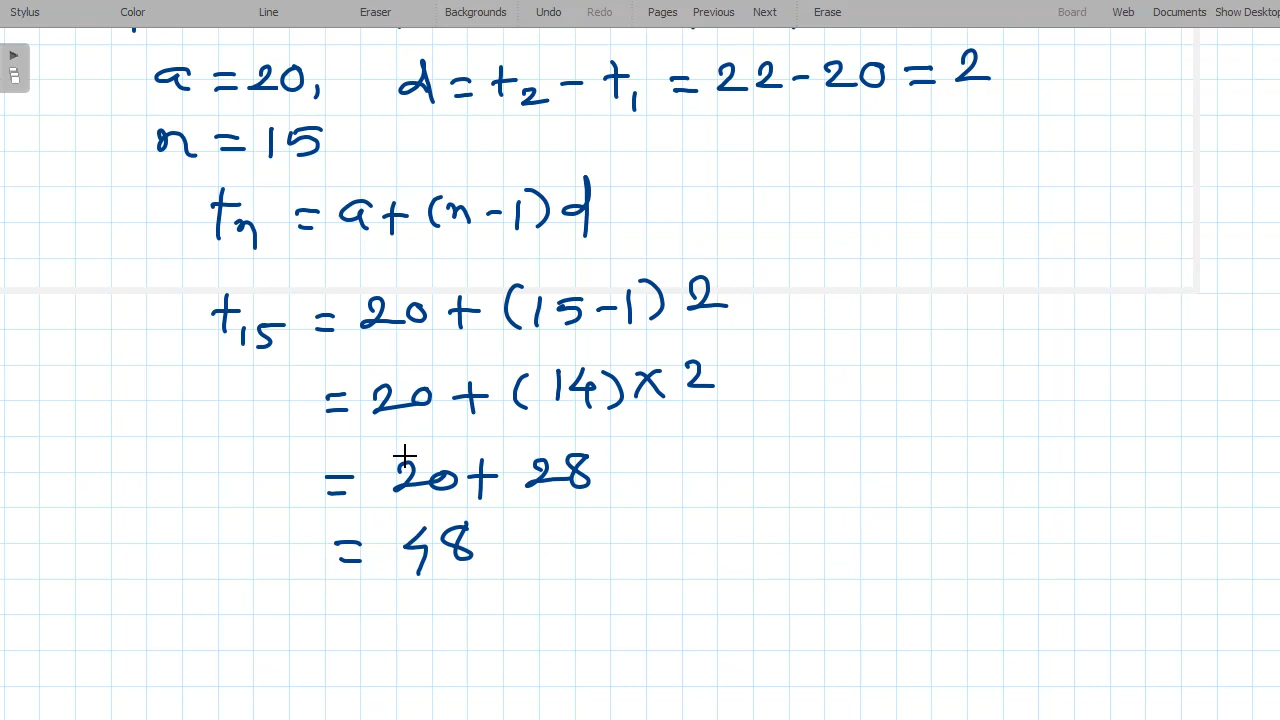 Stylus Color Line Eraser Backgrounds Undo Redo Pages Previous Next Erase Board Web Documents Show Desktop
a = 20, d = t₂ - t₁ = 22 - 20 = 2
n = 15
tₙ = a + (n - 1) d
t₁₅ = 20 + (15 - 1) 2
= 20 + (14) × 2
= 20 + 28
= 48